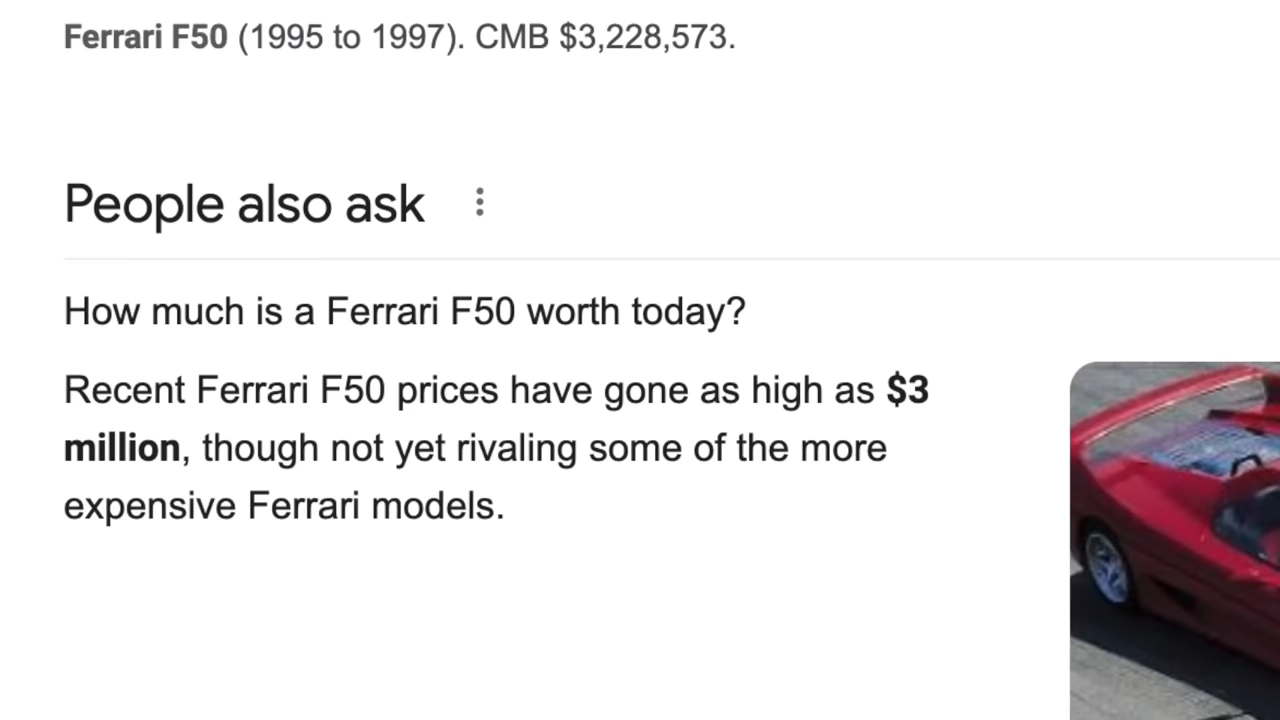 Ferrari F50 (1995 to 1997). CMB $3,228,573.
People also ask
How much is a Ferrari F50 worth today?
Recent Ferrari F50 prices have gone as high as $3
million, though not yet rivaling some of the more
expensive Ferrari models.